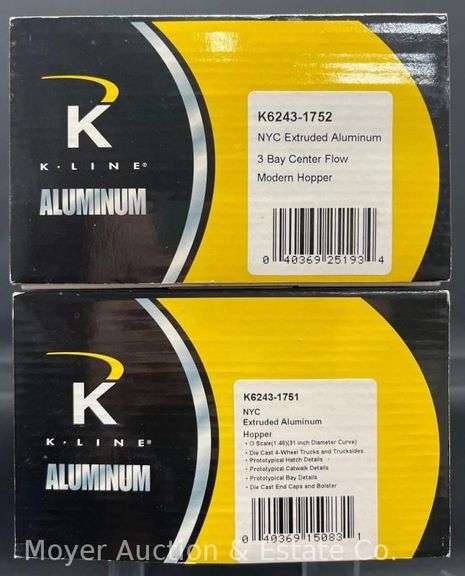 K
K·LINE®
ALUMINUM
K6243-1752
NYC Extruded Aluminum
3 Bay Center Flow
Modern Hopper
0 40369 25193 4
K
K·LINE®
ALUMINUM
K6243-1751
NYC
Extruded Aluminum
Hopper
• O Scale(1:48)(31 inch Diameter Curve)
• Die Cast 4-Wheel Trucks and Trucksides
• Prototypical Hatch Details
• Prototypical Catwalk Details
• Prototypical Bay Details
• Die Cast End Caps and Bolster
0 40369 15083 1
Moyer Auction & Estate Co.